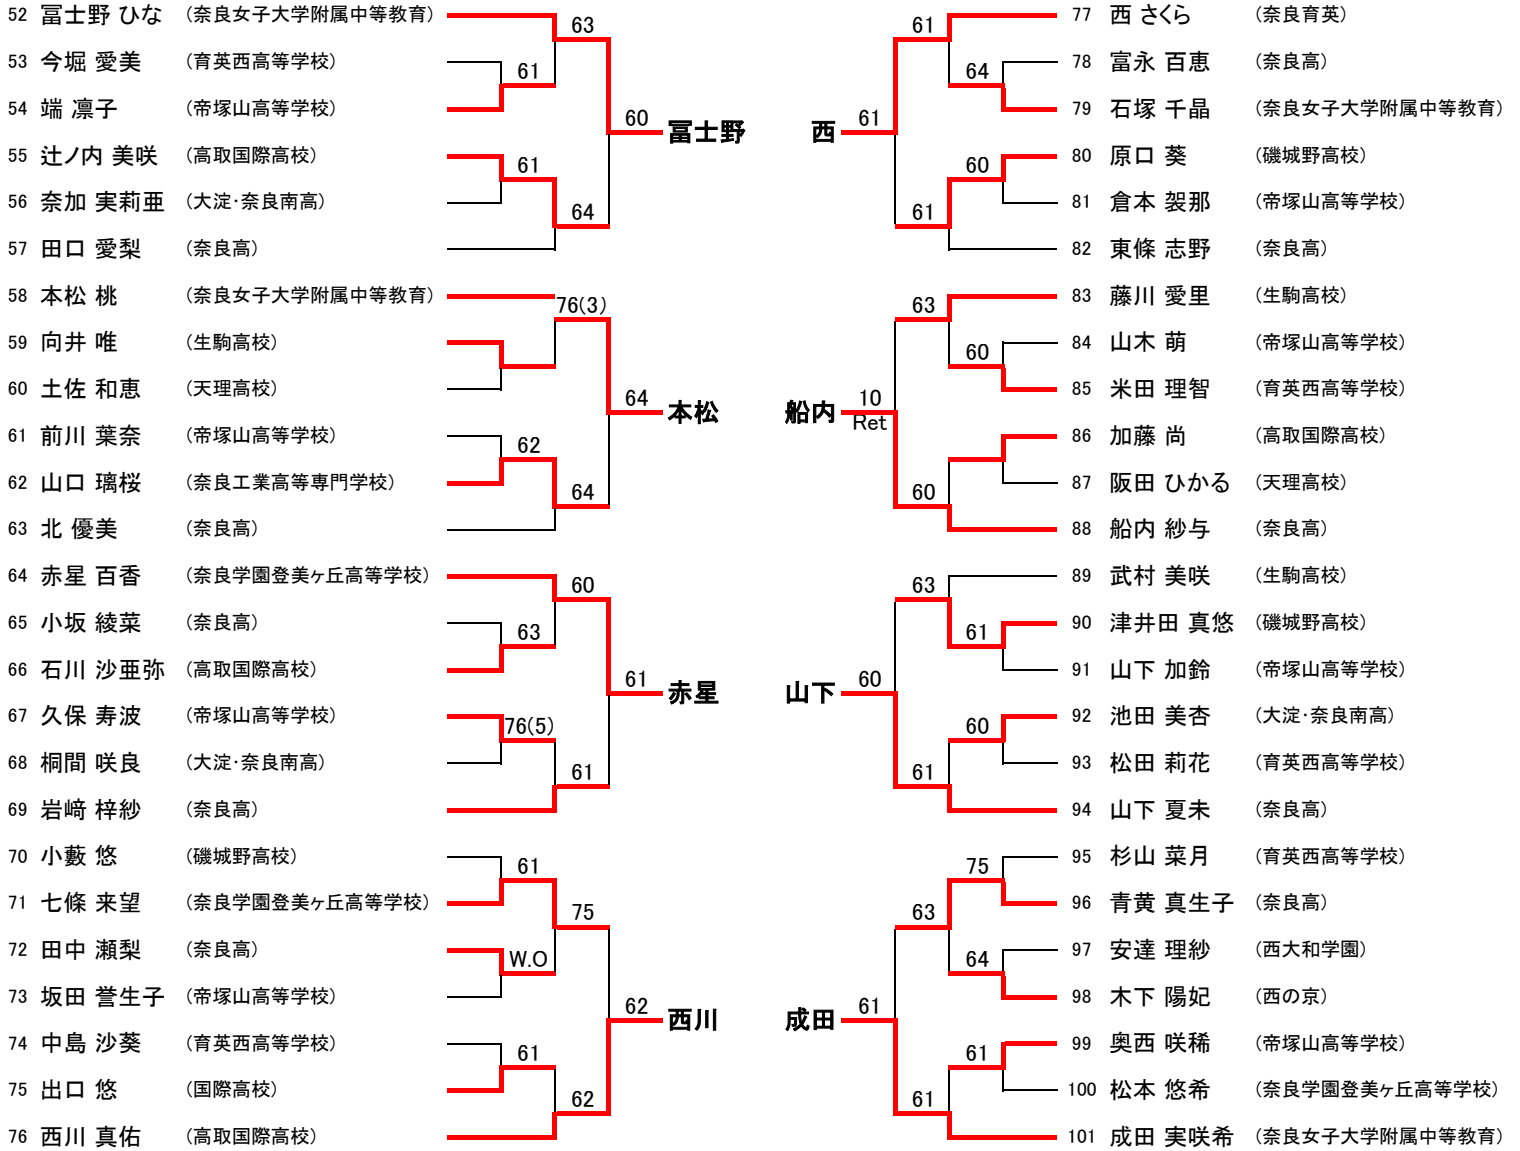 52 冨士野 ひな (奈良女子大学附属中等教育)
63
53 今堀 愛美 (育英西高等学校)
61
54 端 凛子 (帝塚山高等学校)
60
冨士野
55 辻ノ内 美咲 (高取国際高校)
61
56 奈加 実莉亜 (大淀・奈良南高)
64
57 田口 愛梨 (奈良高)
58 本松 桃 (奈良女子大学附属中等教育)
76(3)
59 向井 唯 (生駒高校)
60 土佐 和恵 (天理高校)
64
本松
61 前川 葉奈 (帝塚山高等学校)
62
62 山口 璃桜 (奈良工業高等専門学校)
64
63 北 優美 (奈良高)
64 赤星 百香 (奈良学園登美ヶ丘高等学校)
60
65 小坂 綾菜 (奈良高)
63
66 石川 沙亜弥 (高取国際高校)
61
赤星
67 久保 寿波 (帝塚山高等学校)
76(5)
68 桐間 咲良 (大淀・奈良南高)
61
69 岩﨑 梓紗 (奈良高)
70 小藪 悠 (磯城野高校)
61
71 七條 来望 (奈良学園登美ヶ丘高等学校)
75
72 田中 瀬梨 (奈良高)
W.O
73 坂田 誉生子 (帝塚山高等学校)
62
西川
74 中島 沙葵 (育英西高等学校)
61
75 出口 悠 (国際高校)
62
76 西川 真佑 (高取国際高校)
77 西 さくら (奈良育英)
61
78 富永 百恵 (奈良高)
64
79 石塚 千晶 (奈良女子大学附属中等教育)
西
61
80 原口 葵 (磯城野高校)
60
81 倉本 袈那 (帝塚山高等学校)
61
82 東條 志野 (奈良高)
83 藤川 愛里 (生駒高校)
63
84 山木 萌 (帝塚山高等学校)
60
85 米田 理智 (育英西高等学校)
船内
10
Ret
86 加藤 尚 (高取国際高校)
87 阪田 ひかる (天理高校)
60
88 船内 紗与 (奈良高)
89 武村 美咲 (生駒高校)
63
90 津井田 真悠 (磯城野高校)
61
91 山下 加鈴 (帝塚山高等学校)
山下
60
92 池田 美杏 (大淀・奈良南高)
60
93 松田 莉花 (育英西高等学校)
61
94 山下 夏未 (奈良高)
95 杉山 菜月 (育英西高等学校)
75
96 青黄 真生子 (奈良高)
63
97 安達 理紗 (西大和学園)
64
98 木下 陽妃 (西の京)
成田
61
99 奥西 咲稀 (帝塚山高等学校)
61
100 松本 悠希 (奈良学園登美ヶ丘高等学校)
61
101 成田 実咲希 (奈良女子大学附属中等教育)